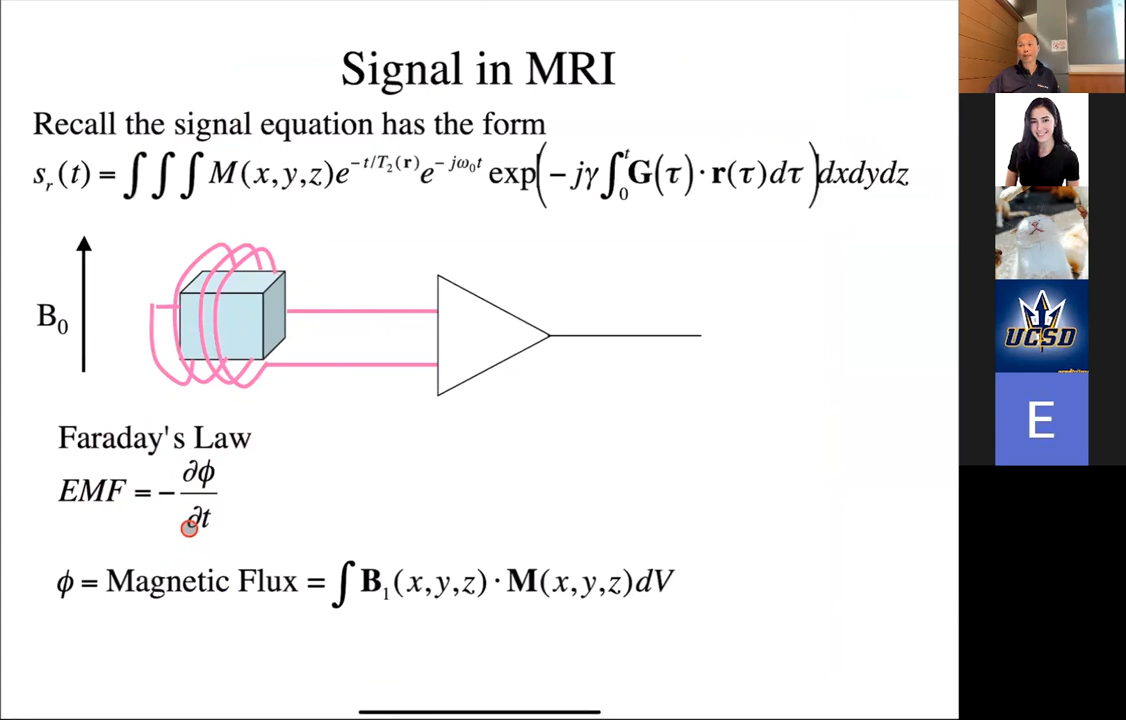 Signal in MRI
Recall the signal equation has the form
s_r(t) = ∫∫∫ M(x,y,z)e^{-t/T_2(𝐫)}e^{-jω_0t} exp(-jγ∫_0^t 𝐆(τ)·𝐫(τ)dτ)dxdydz
B_0
Faraday's Law
EMF = -∂ϕ/∂t
ϕ = Magnetic Flux = ∫ 𝐁_1(x,y,z)·𝐌(x,y,z)dV
UCSD
E